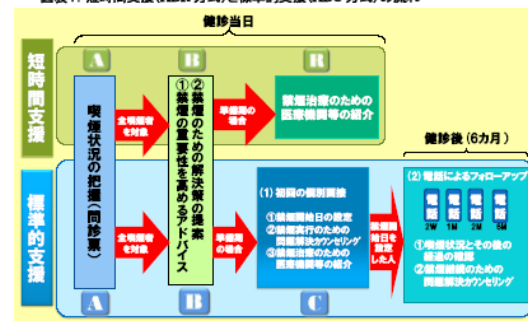 健診当日
短時間支援
A
B
R
喫煙状況の把握(問診票)
全喫煙者
を対象
①禁煙の重要性を高めるアドバイス
②禁煙のための解決策の提案
準備期の
場合
禁煙治療のための
医療機関等の紹介
健診後(6カ月)
標準的支援
全喫煙者
を対象
準備期
の場合
(1)初回の個別面接
①禁煙開始日の設定
②禁煙実行のための
問題解決カウンセリング
③禁煙治療のための
医療機関等の紹介
禁煙開
始日を
設定
した人
(2)電話によるフォローアップ
電話
電話
電話
電話
2W
1M
2M
6M
①喫煙状況とその後の
経過の確認
②禁煙継続のための
問題解決カウンセリング
A
B
C